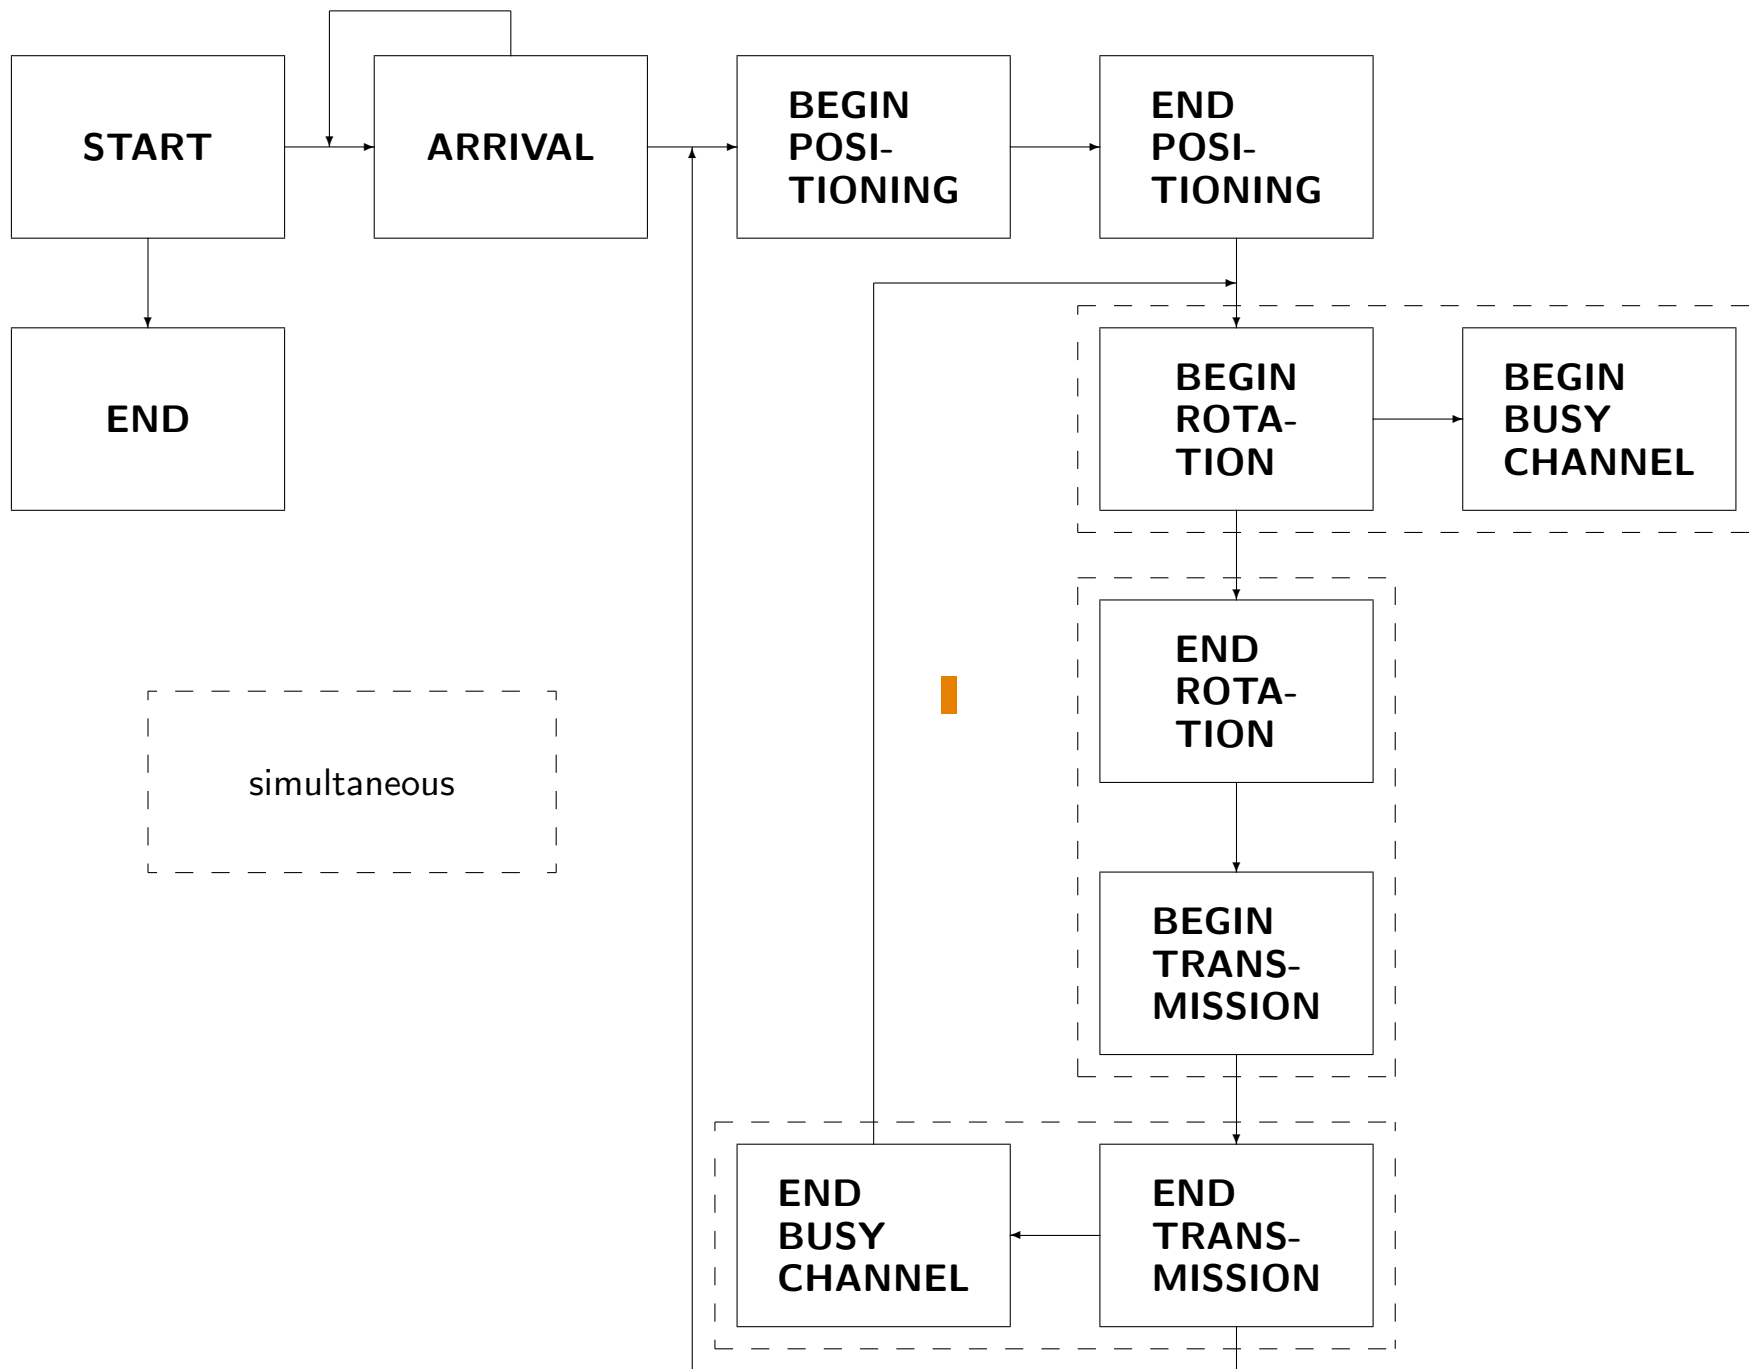 START
ARRIVAL
BEGIN
POSI-
TIONING
END
POSI-
TIONING
END
BEGIN
ROTA-
TION
BEGIN
BUSY
CHANNEL
END
ROTA-
TION
simultaneous
BEGIN
TRANS-
MISSION
END
BUSY
CHANNEL
END
TRANS-
MISSION